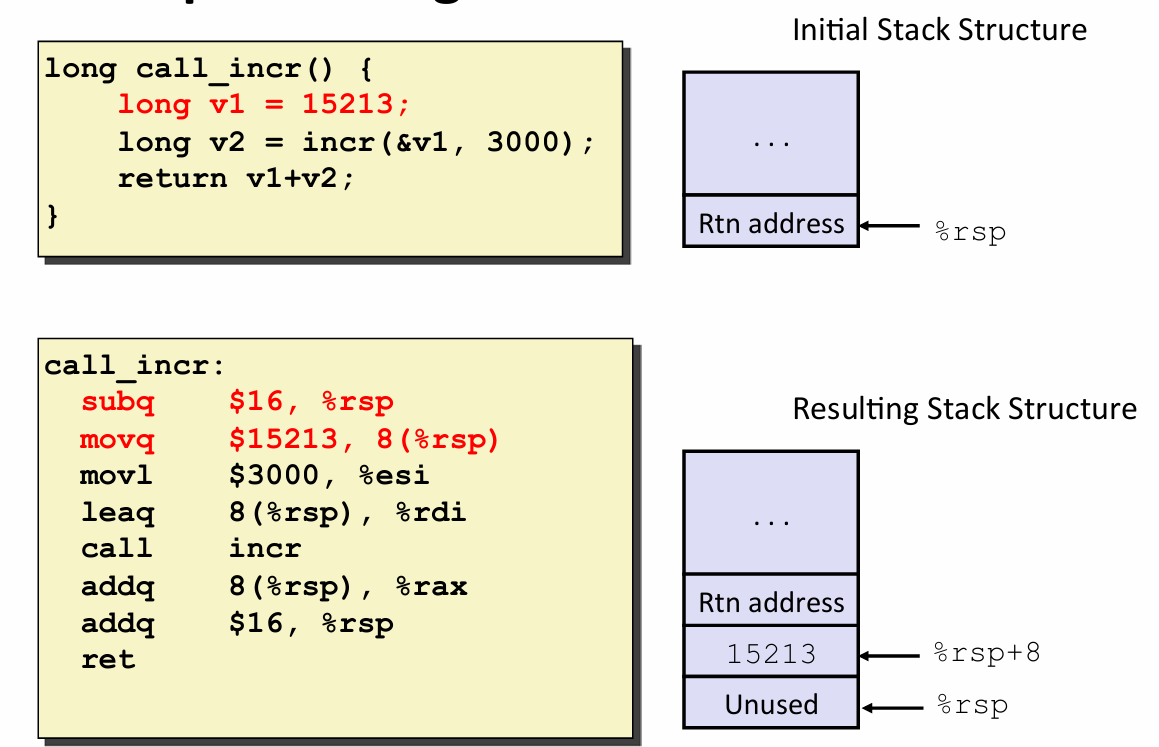 long call_incr() {
long v1 = 15213;
long v2 = incr(&v1, 3000);
return v1+v2;
}
Initial Stack Structure
...
Rtn address
%rsp
call_incr:
subq $16, %rsp
movq $15213, 8(%rsp)
movl $3000, %esi
leaq 8(%rsp), %rdi
call incr
addq 8(%rsp), %rax
addq $16, %rsp
ret
Resulting Stack Structure
...
Rtn address
15213
%rsp+8
Unused
%rsp